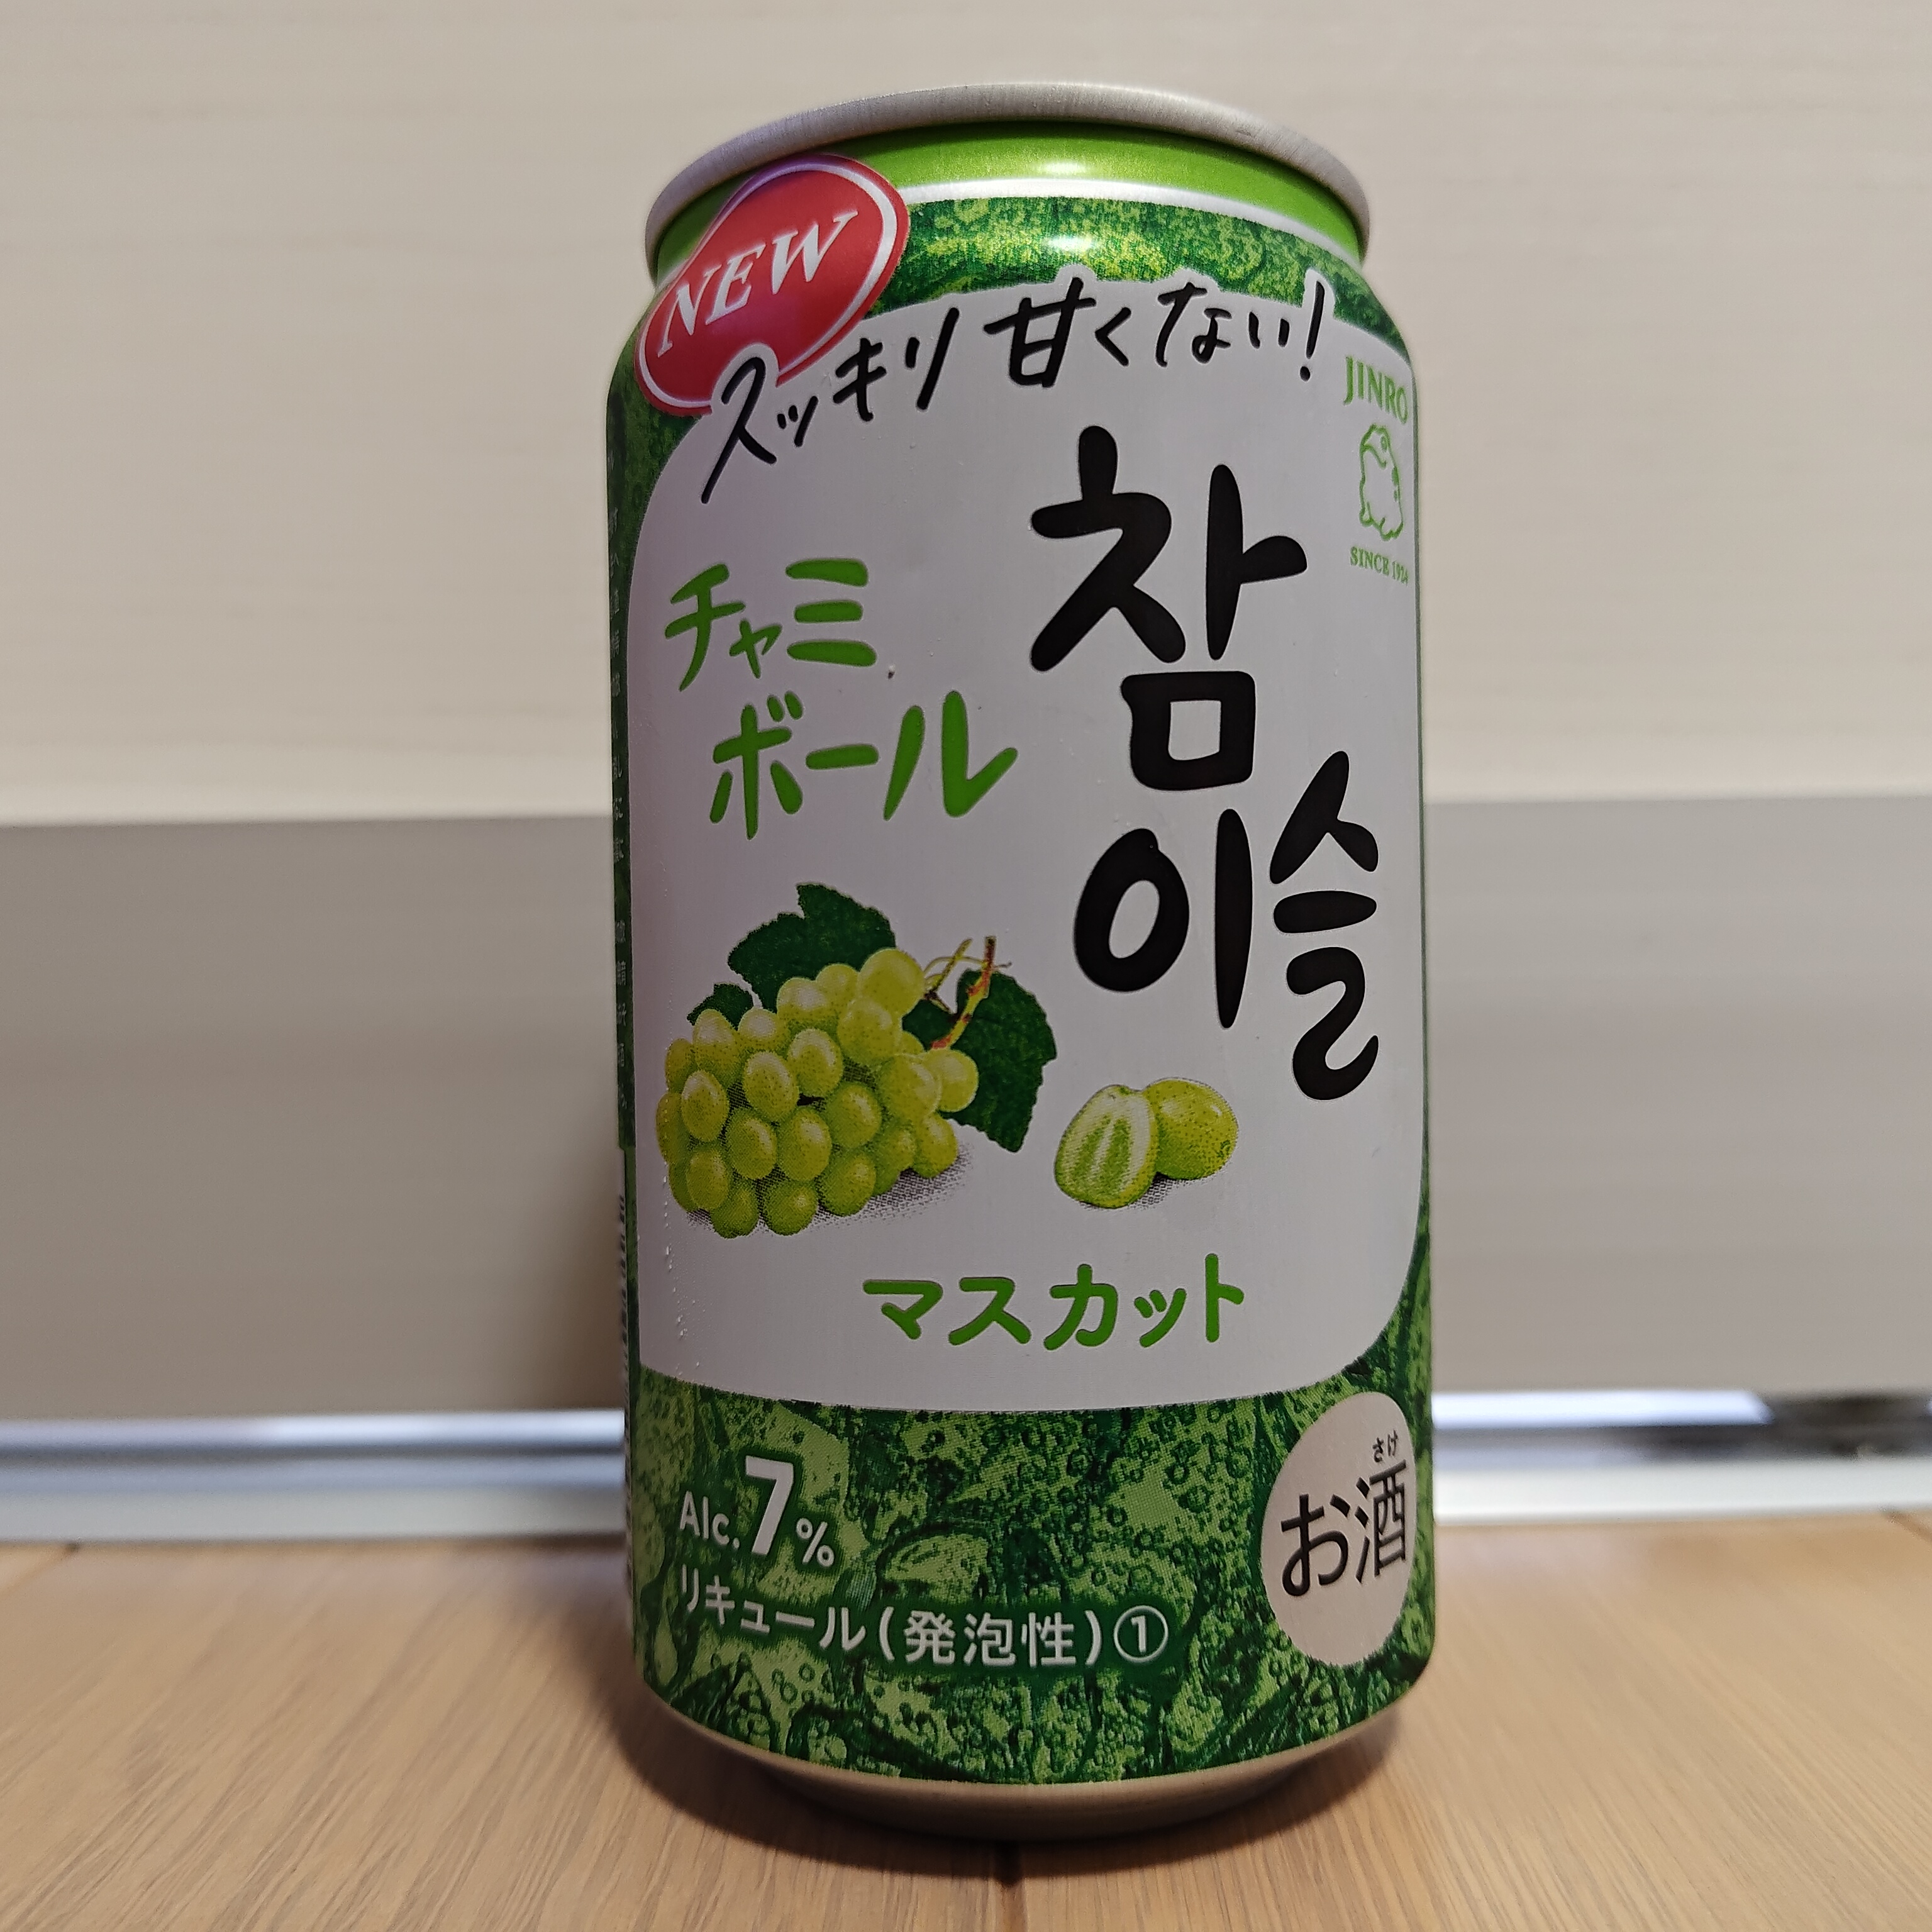 NEW
スッキリ甘くない!
JINRO
SINCE 1924
チャミ
ボール
참
이슬
マスカット
Alc.7%
リキュール(発泡性)①
さけ
お酒